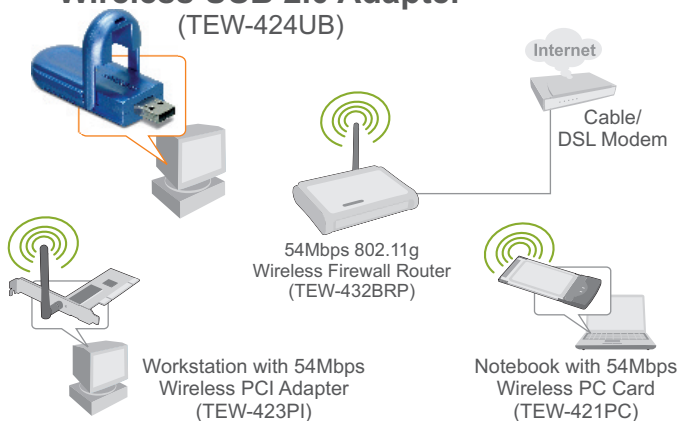 (TEW-424UB)
Internet
Cable/
DSL Modem
54Mbps 802.11g
Wireless Firewall Router
(TEW-432BRP)
Workstation with 54Mbps
Wireless PCI Adapter
(TEW-423PI)
Notebook with 54Mbps
Wireless PC Card
(TEW-421PC)